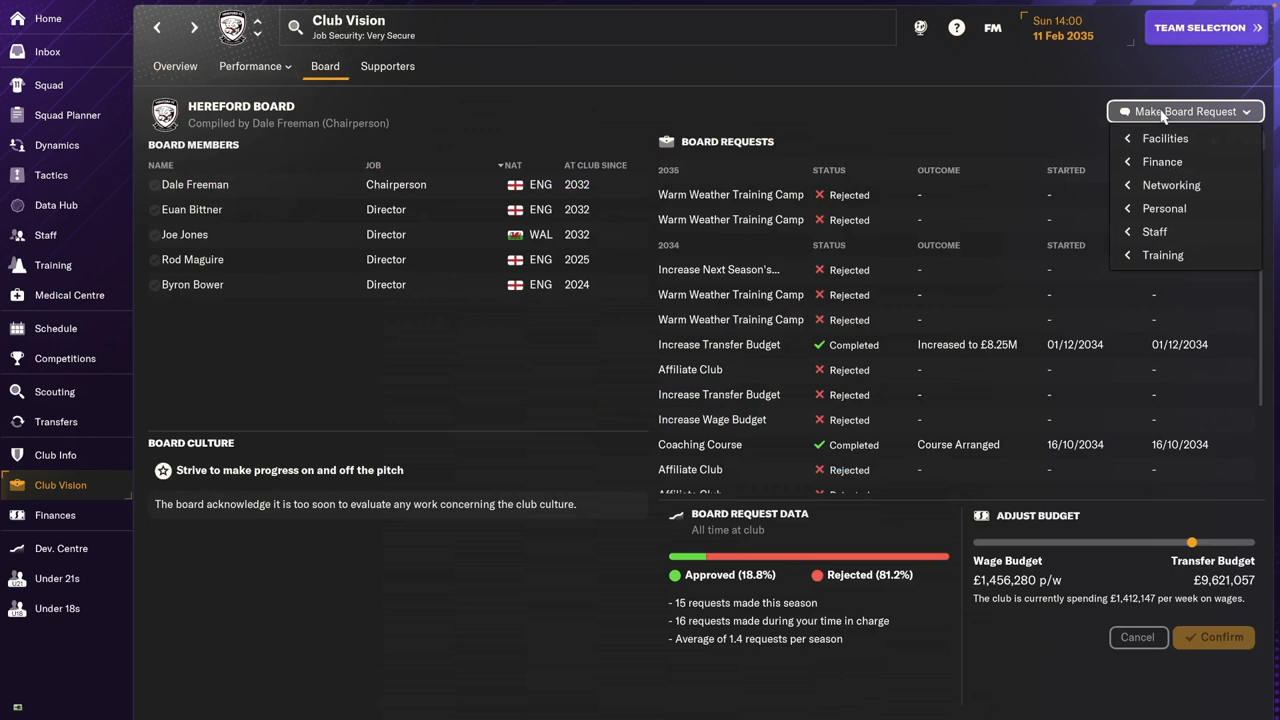 Home
Inbox
Squad
Squad Planner
Dynamics
Tactics
Data Hub
Staff
Training
Medical Centre
Schedule
Competitions
Scouting
Transfers
Club Info
Club Vision
Finances
Dev. Centre
Under 21s
Under 18s
Club Vision
Job Security: Very Secure
FM
Sun 14:00
11 Feb 2035
TEAM SELECTION
Overview
Performance
Board
Supporters
HEREFORD BOARD
Compiled by Dale Freeman (Chairperson)
BOARD MEMBERS
NAME JOB NAT AT CLUB SINCE
Dale Freeman Chairperson ENG 2032
Euan Bittner Director ENG 2032
Joe Jones Director WAL 2032
Rod Maguire Director ENG 2025
Byron Bower Director ENG 2024
BOARD CULTURE
Strive to make progress on and off the pitch
The board acknowledge it is too soon to evaluate any work concerning the club culture.
Make Board Request
Facilities
Finance
Networking
Personal
Staff
Training
BOARD REQUESTS
2035 STATUS OUTCOME STARTED
Warm Weather Training Camp Rejected -
Warm Weather Training Camp Rejected -
2034 STATUS OUTCOME STARTED
Increase Next Season's... Rejected - -
Warm Weather Training Camp Rejected - - -
Warm Weather Training Camp Rejected - - -
Increase Transfer Budget Completed Increased to £8.25M 01/12/2034 01/12/2034
Affiliate Club Rejected - - -
Increase Transfer Budget Rejected - - -
Increase Wage Budget Rejected - - -
Coaching Course Completed Course Arranged 16/10/2034 16/10/2034
Affiliate Club Rejected - - -
BOARD REQUEST DATA
All time at club
Approved (18.8%) Rejected (81.2%)
- 15 requests made this season
- 16 requests made during your time in charge
- Average of 1.4 requests per season
ADJUST BUDGET
Wage Budget Transfer Budget
£1,456,280 p/w £9,621,057
The club is currently spending £1,412,147 per week on wages.
Cancel Confirm